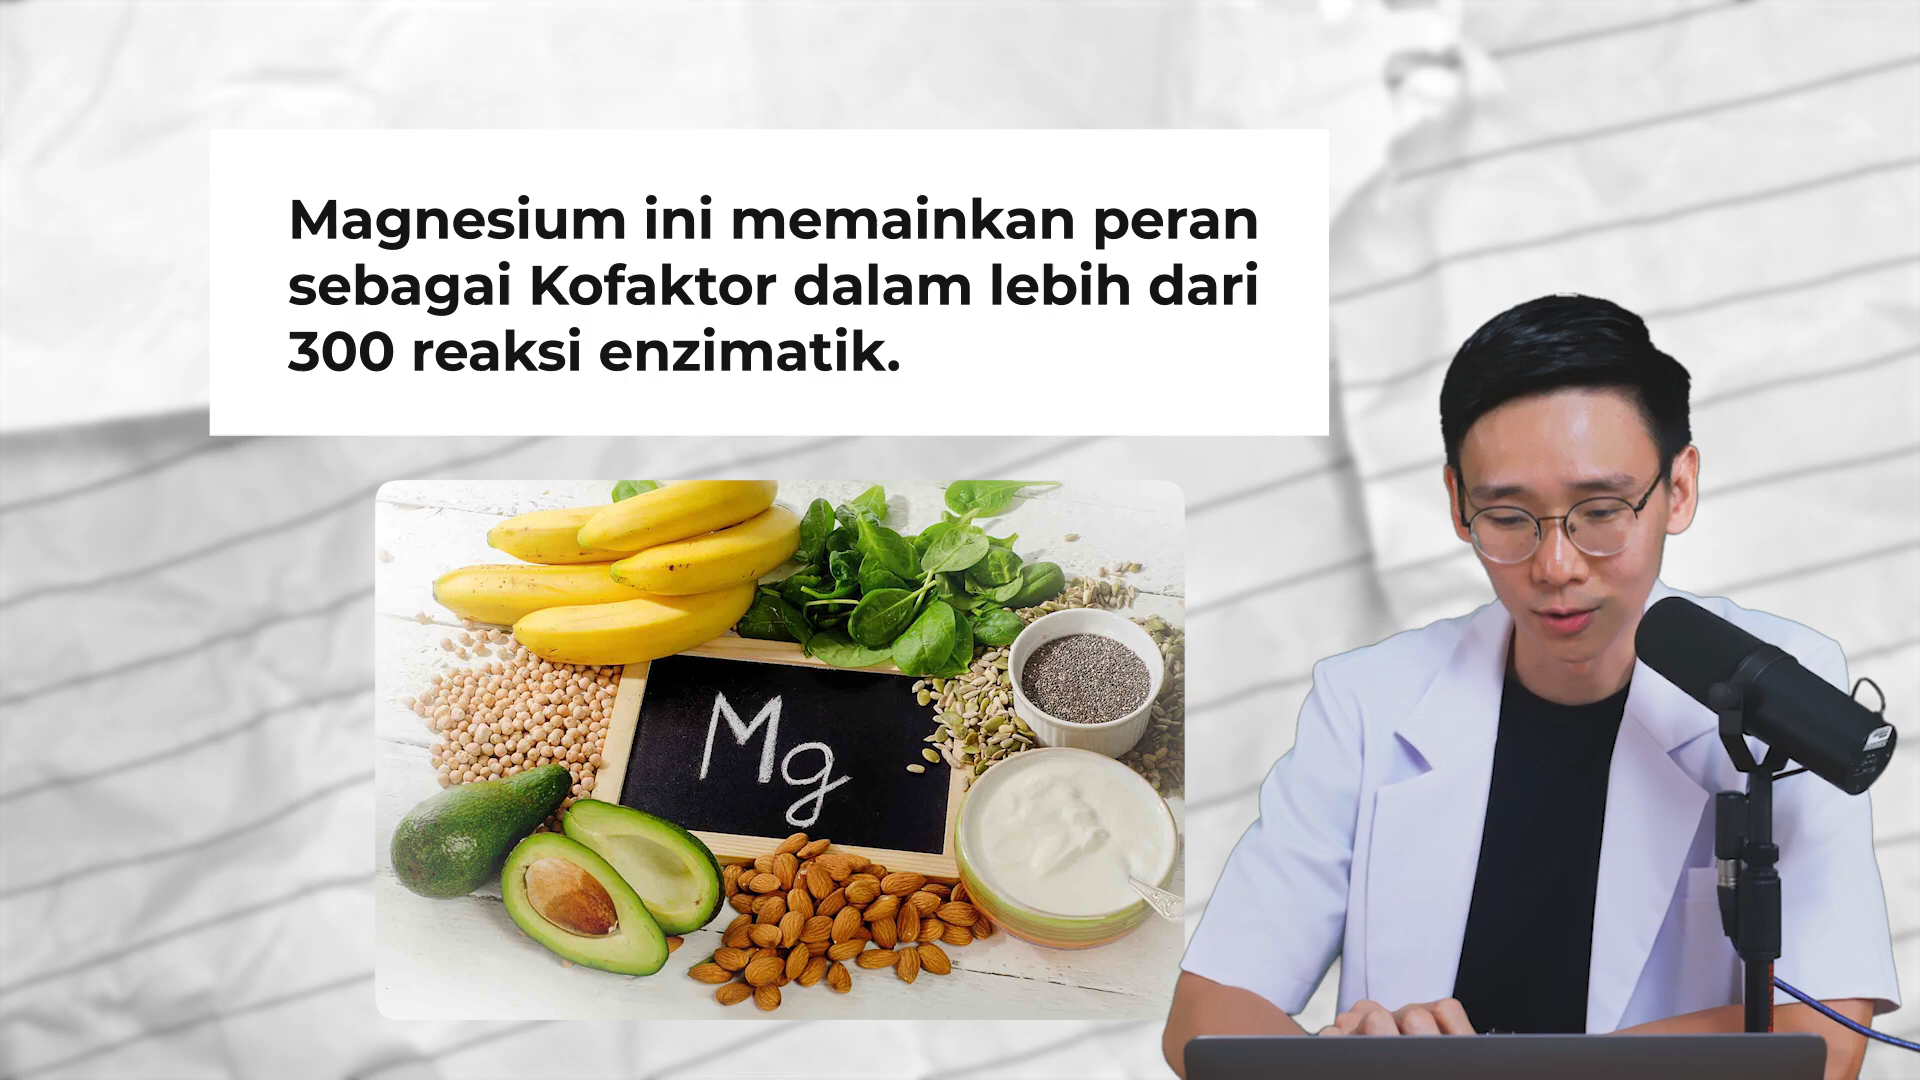 Magnesium ini memainkan peran
sebagai Kofaktor dalam lebih dari
300 reaksi enzimatik.
Mg